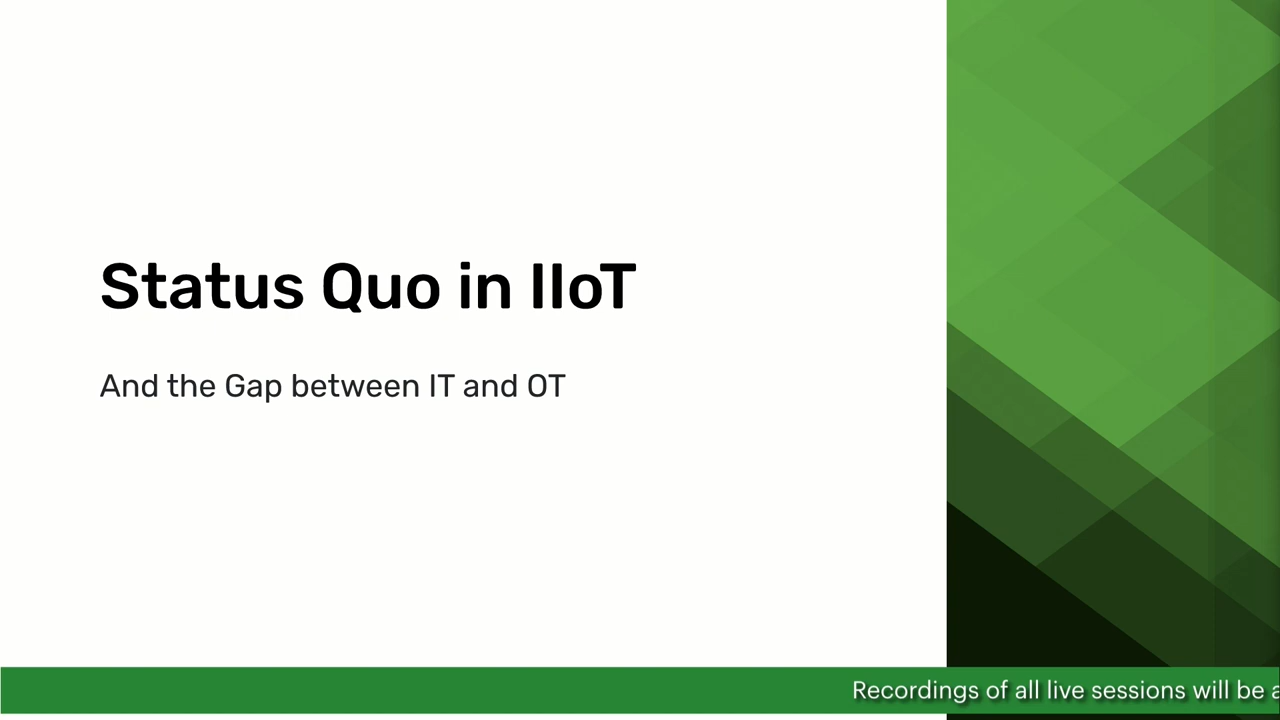 Status Quo in IIoT
And the Gap between IT and OT
Recordings of all live sessions will be